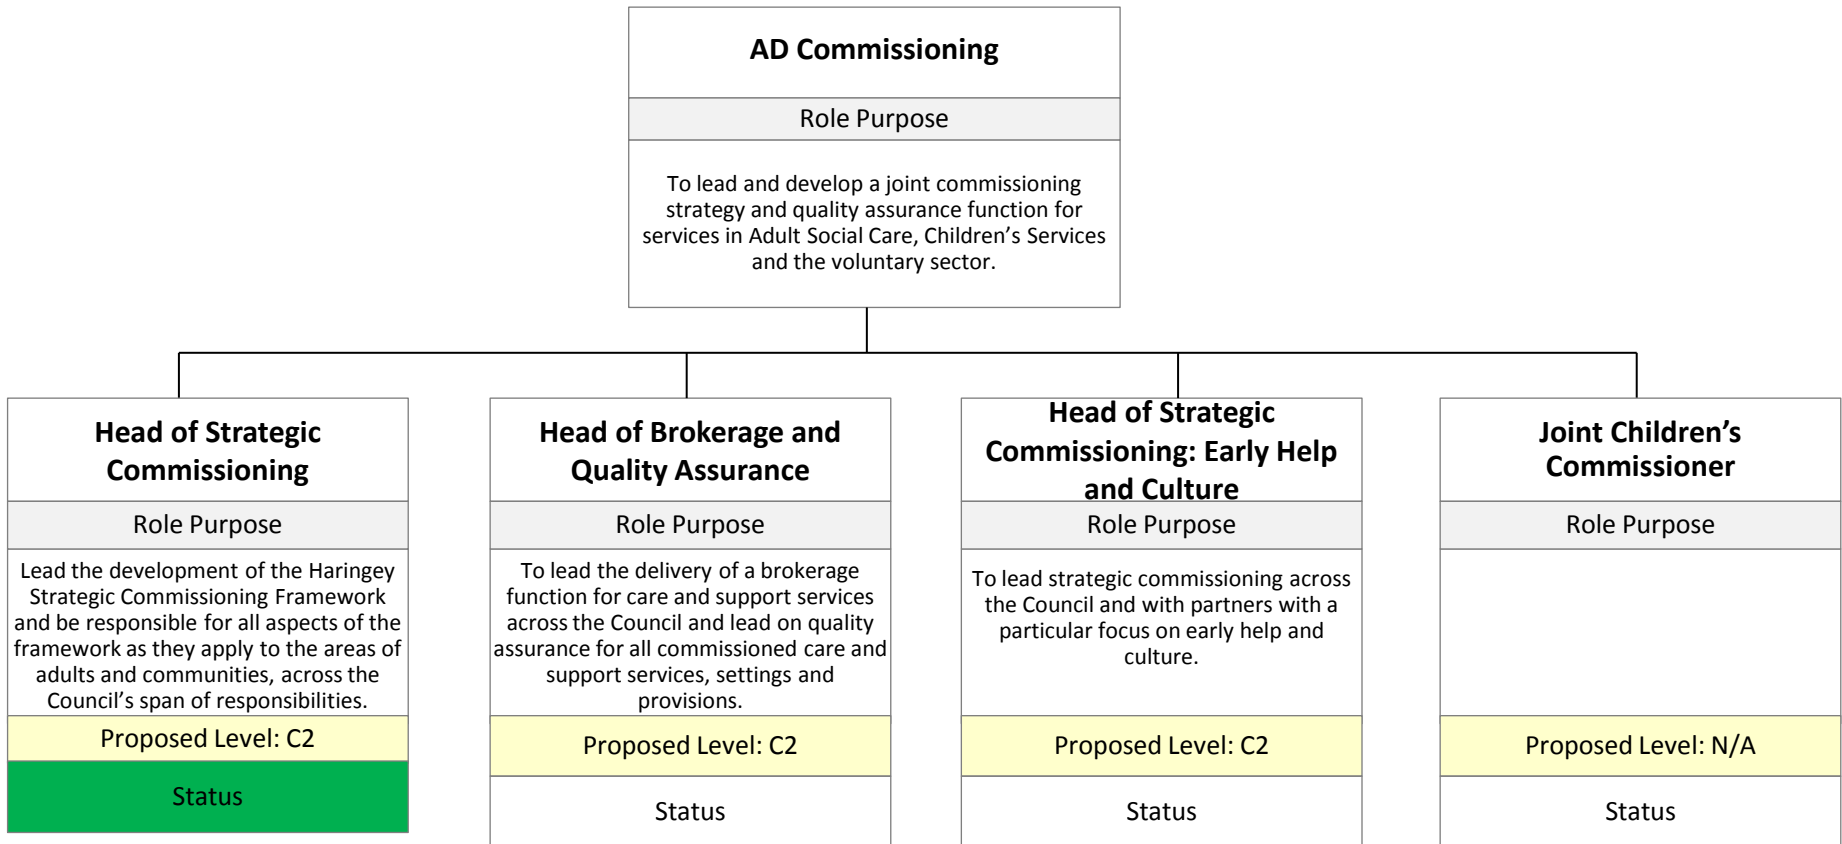 AD Commissioning
Role Purpose
To lead and develop a joint commissioning
strategy and quality assurance function for
services in Adult Social Care, Children’s Services
and the voluntary sector.
Head of Strategic
Commissioning
Role Purpose
Lead the development of the Haringey
Strategic Commissioning Framework
and be responsible for all aspects of the
framework as they apply to the areas of
adults and communities, across the
Council’s span of responsibilities.
Proposed Level: C2
Status
Head of Brokerage and
Quality Assurance
Role Purpose
To lead the delivery of a brokerage
function for care and support services
across the Council and lead on quality
assurance for all commissioned care and
support services, settings and
provisions.
Proposed Level: C2
Status
Head of Strategic
Commissioning: Early Help
and Culture
Role Purpose
To lead strategic commissioning across
the Council and with partners with a
particular focus on early help and
culture.
Proposed Level: C2
Status
Joint Children’s
Commissioner
Role Purpose
Proposed Level: N/A
Status